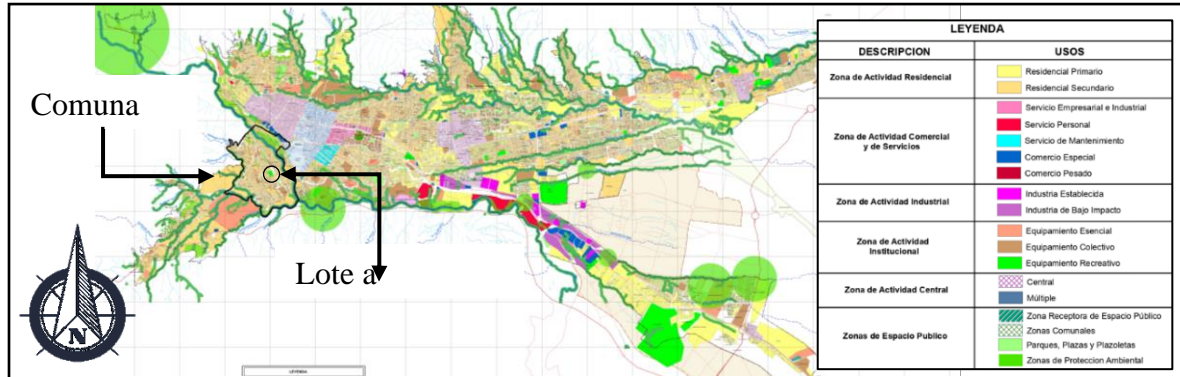 Comuna
Lote a
N
LEYENDA
DESCRIPCION USOS
Zona de Actividad Residencial
Residencial Primario
Residencial Secundario
Zona de Actividad Comercial
y de Servicios
Servicio Empresarial e Industrial
Servicio Personal
Servicio de Mantenimiento
Comercio Especial
Comercio Pesado
Zona de Actividad Industrial
Industria Establecida
Industria de Bajo Impacto
Zona de Actividad
Institucional
Equipamiento Esencial
Equipamiento Colectivo
Equipamiento Recreativo
Zona de Actividad Central
Central
Múltiple
Zonas de Espacio Publico
Zona Receptora de Espacio Público
Zonas Comunales
Parques, Plazas y Plazoletas
Zonas de Proteccion Ambiental
LEYENDA